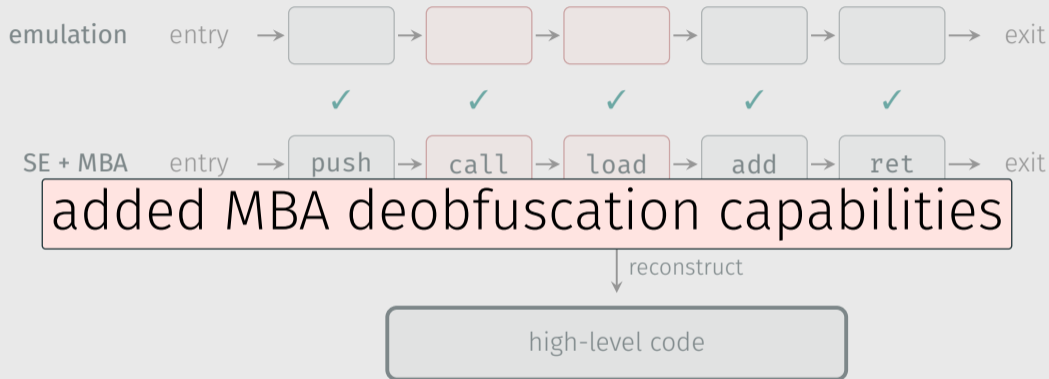 emulation entry → → → → → → exit
✓ ✓ ✓ ✓ ✓
SE + MBA entry → push → call → load → add → ret → exit
added MBA deobfuscation capabilities
reconstruct
high-level code